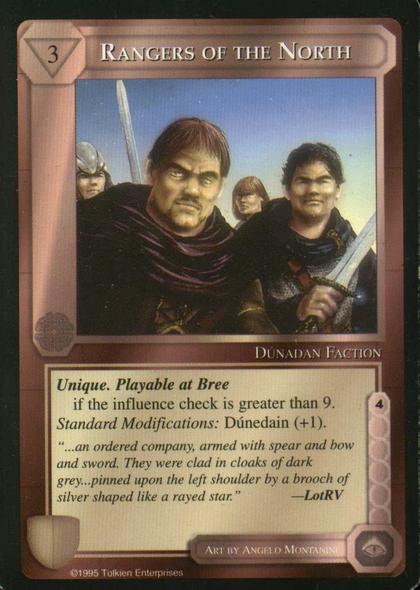 3
RANGERS OF THE NORTH
DÚNADAN FACTION
Unique. Playable at Bree
if the influence check is greater than 9.
Standard Modifications: Dúnedain (+1).
“...an ordered company, armed with spear and bow
and sword. They were clad in cloaks of dark
grey...pinned upon the left shoulder by a brooch of
silver shaped like a rayed star.” —LotRV
4
ART BY ANGELO MONTANINI
©1995 Tolkien Enterprises